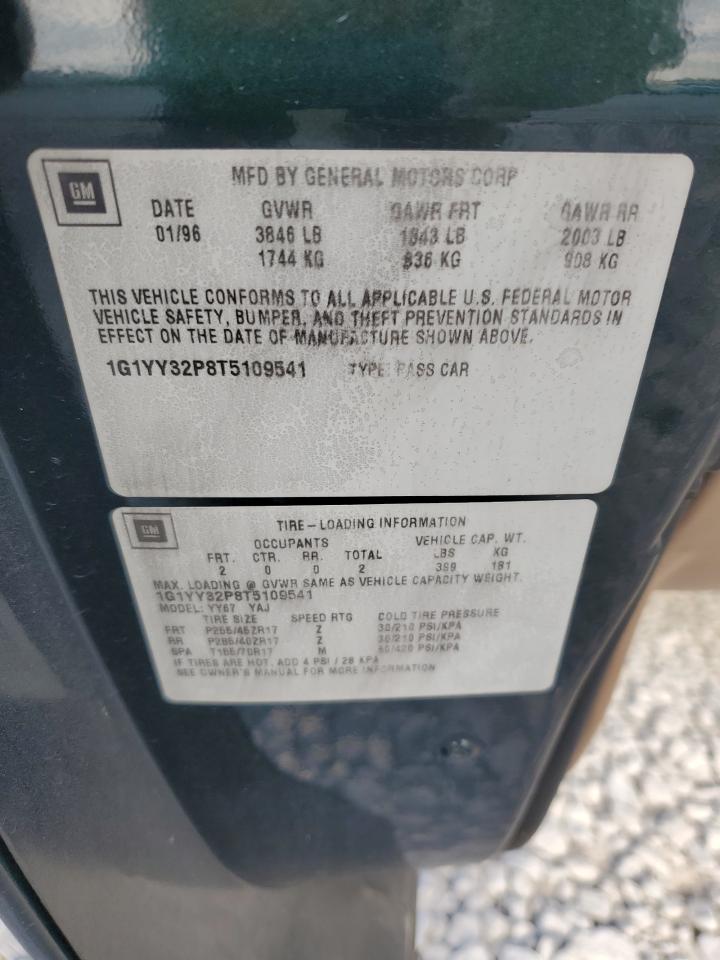 GM
MFD BY GENERAL MOTORS CORP
DATE GVWR GAWR FRT GAWR RR
01/96 3846 LB 1843 LB 2003 LB
1744 KG 836 KG 908 KG
THIS VEHICLE CONFORMS TO ALL APPLICABLE U.S. FEDERAL MOTOR
VEHICLE SAFETY, BUMPER, AND THEFT PREVENTION STANDARDS IN
EFFECT ON THE DATE OF MANUFACTURE SHOWN ABOVE.
1G1YY32P8T5109541 TYPE: PASS CAR
GM
TIRE-LOADING INFORMATION
OCCUPANTS VEHICLE CAP. WT.
FRT. CTR. RR. TOTAL LBS KG
2 0 0 2 399 181
MAX. LOADING @ GVWR SAME AS VEHICLE CAPACITY WEIGHT.
1G1YY32P8T5109541
MODEL: YY67 YAJ
TIRE SIZE SPEED RTG COLD TIRE PRESSURE
FRT P255/45ZR17 Z 30/210 PSI/KPA
RR P285/40ZR17 Z 30/210 PSI/KPA
SPA T155/70R17 M 60/420 PSI/KPA
IF TIRES ARE HOT, ADD 4 PSI / 28 KPA
SEE OWNER'S MANUAL FOR MORE INFORMATION